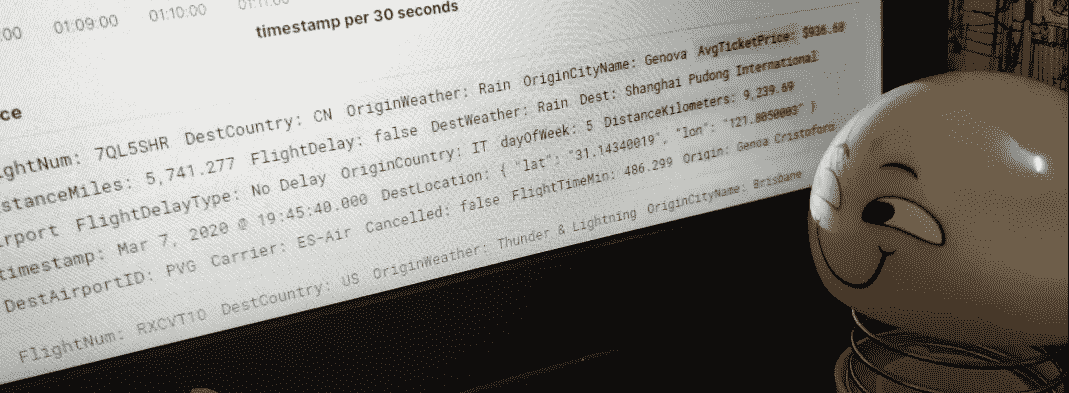 :00 01:09:00 01:10:00 01:11:00
timestamp per 30 seconds
ce
ghtNum: 7QL5SHR DestCountry: CN OriginWeather: Rain OriginCityName: Genova AvgTicketPrice: $936.68
stanceMiles: 5,741.277 FlightDelay: false DestWeather: Rain Dest: Shanghai Pudong International
rport FlightDelayType: No Delay OriginCountry: IT dayOfWeek: 5 DistanceKilometers: 9,239.69
timestamp: Mar 7, 2020 @ 19:45:40.000 DestLocation: { "lat": "31.14340019", "lon": "121.8050003" }
DestAirportID: PVG Carrier: ES-Air Cancelled: false FlightTimeMin: 486.299 Origin: Genoa Cristoforo
FlightNum: RXCVT1O DestCountry: US OriginWeather: Thunder & Lightning OriginCityName: Brisbane